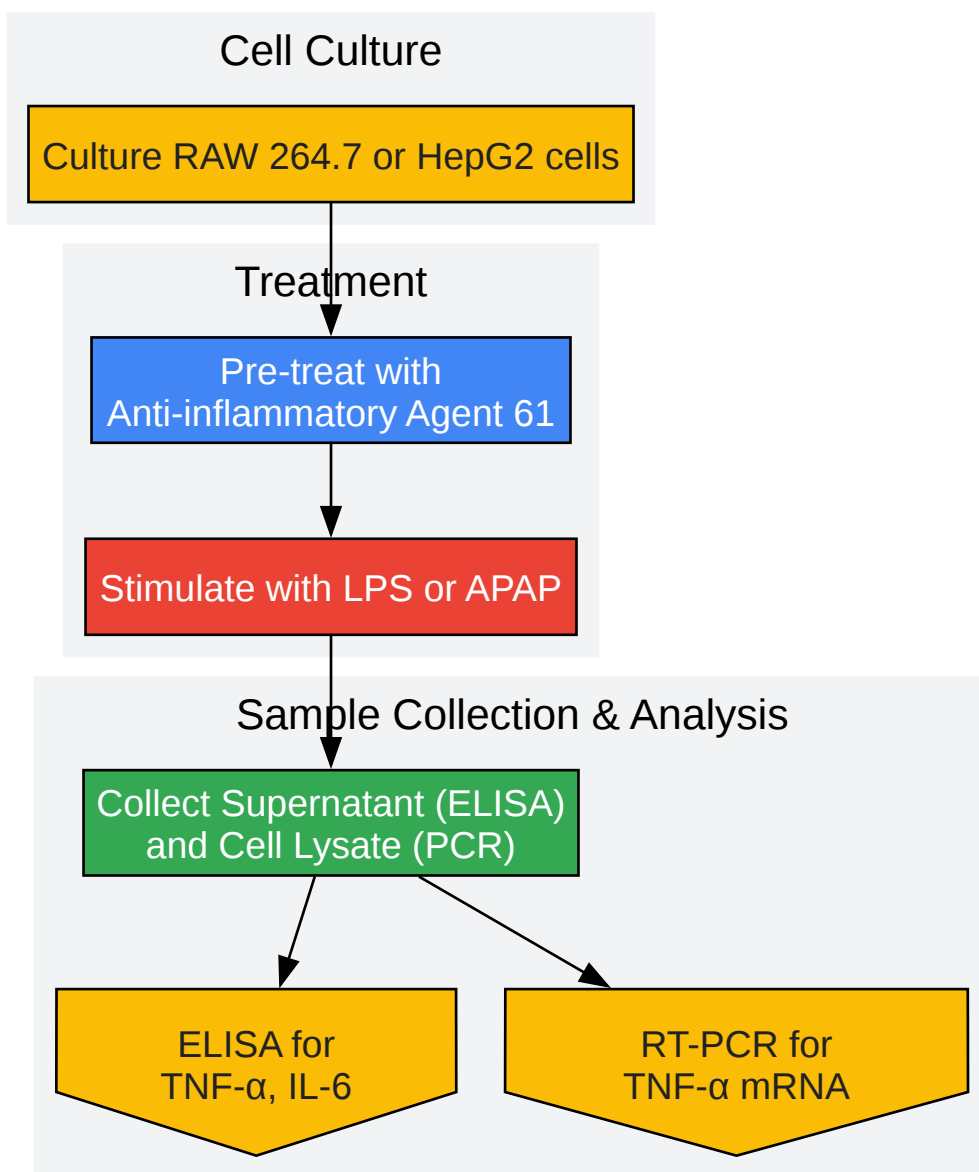 Cell Culture
Culture RAW 264.7 or HepG2 cells
Treatment
Pre-treat with
Anti-inflammatory Agent 61
Stimulate with LPS or APAP
Sample Collection & Analysis
Collect Supernatant (ELISA)
and Cell Lysate (PCR)
ELISA for
TNF-α, IL-6
RT-PCR for
TNF-α mRNA